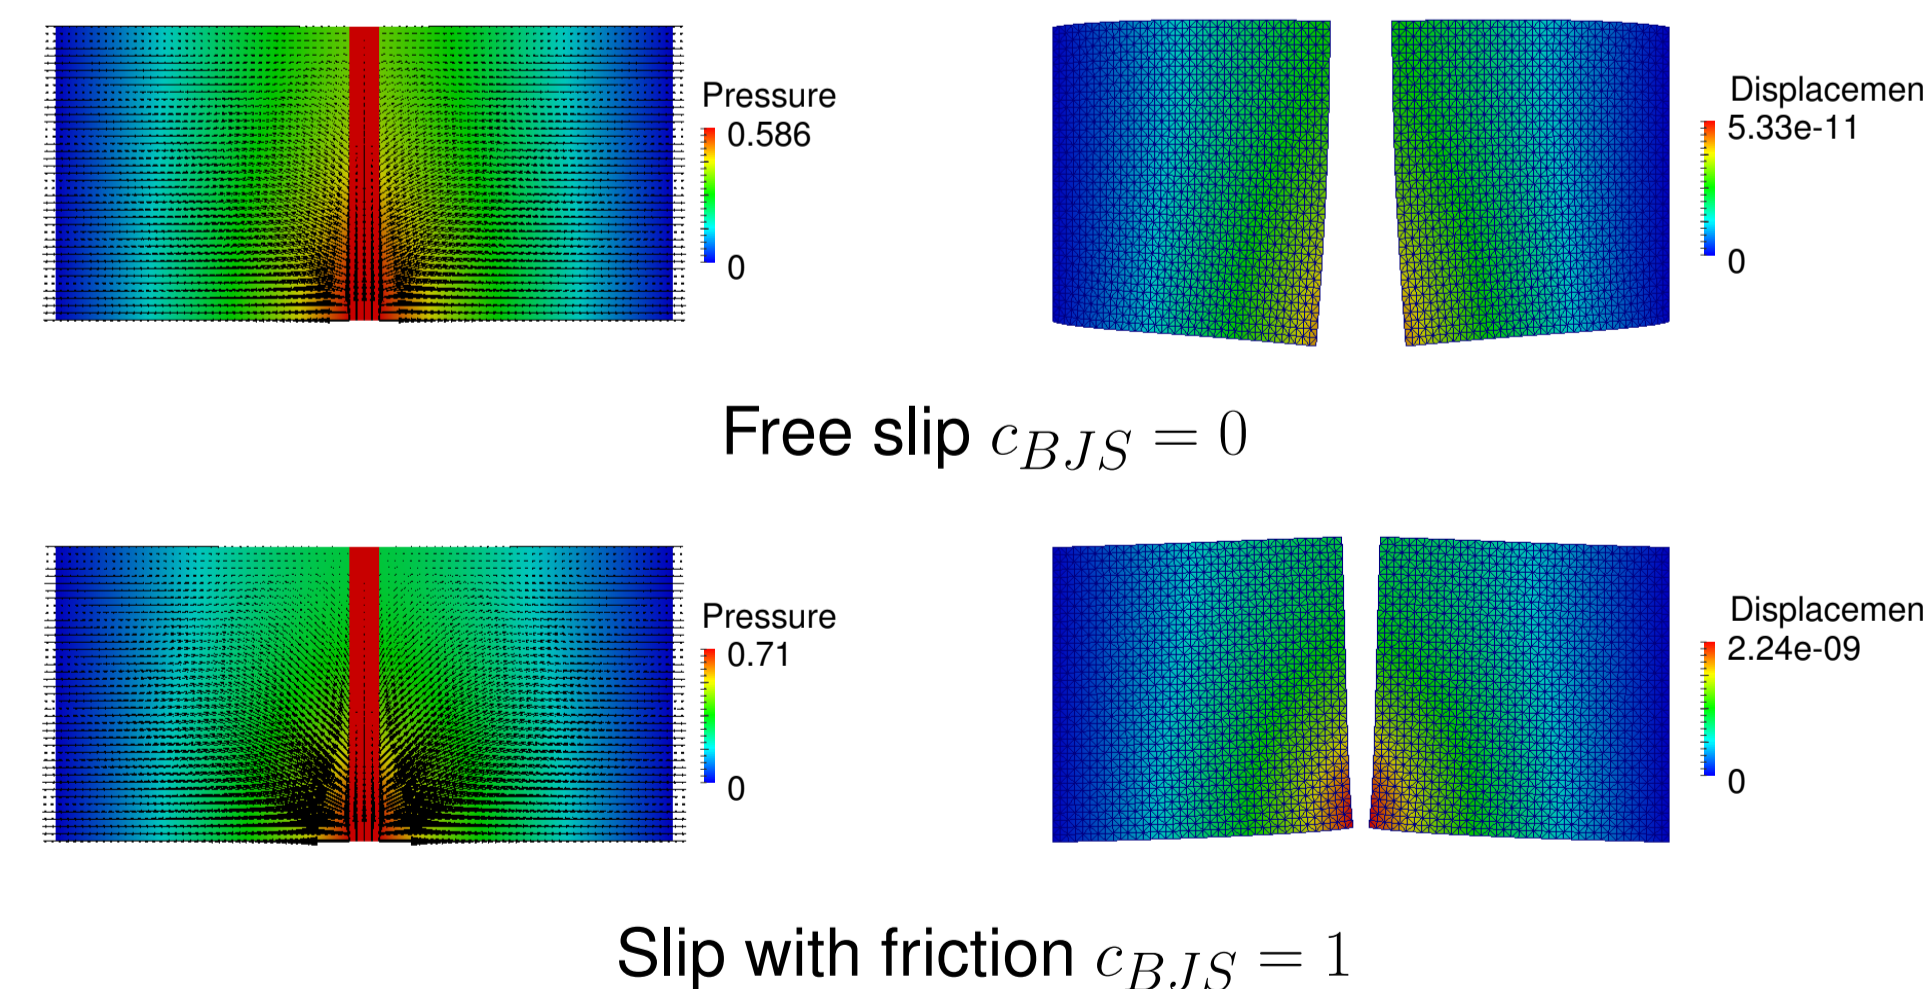 Pressure
0.586
0
Displacemen
5.33e-11
0
Free slip $c_{BJS} = 0$
Pressure
0.71
0
Displacemen
2.24e-09
0
Slip with friction $c_{BJS} = 1$